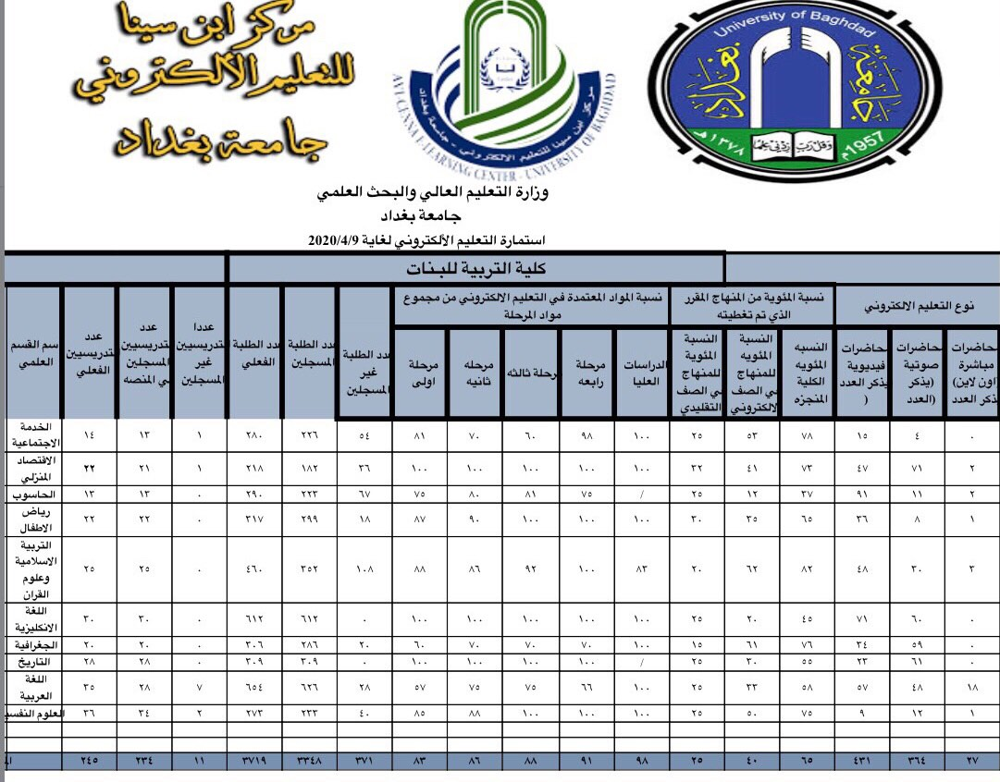 مركز ابن سينا
للتعليم الألكتروني
جامعة بغداد
مركز ابن سينا للتعليم الالكتروني - جامعة بغداد
AVICENNA E-LEARNING CENTER - UNIVERSITY OF BAGHDAD
University of Baghdad
جامعة بغداد
وقل رب زدني علما
١٣٧٨هـ
1957م
وزارة التعليم العالي والبحث العلمي
جامعة بغداد
استمارة التعليم الألكتروني لغاية 2020/4/9
كلية التربية للبنات
نوع التعليم الالكتروني
نسبة المئوية من المنهاج المقرر الذي تم تغطيته
نسبة المواد المعتمدة في التعليم الالكتروني من مجموع مواد المرحلة
حاضرات مباشرة (اون لاين) ذكر العدد
حاضرات صوتية (يذكر العدد)
حاضرات فيديوية يذكر العدد (
النسبه المئويه الكلية المنجزه
النسبة المئويه للمنهاج ي الصف الالكتروني
النسبة المئوية للمنهاج ي الصف التقليدي
الدراسات العليا
مرحلة رابعه
رحلة ثالثه
مرحلة ثانيه
مرحلة اولى
دد الطلبة غير المسجلين
دد الطلبة المسجلين
دد الطلبة الفعلي
عددا تدريسيين غير المسجلين
عدد تدريسيين المسجلين ي المنصه
عدد تدريسيين الفعلي
سم القسم العلمي
٠ ٤ ١٥ ٧٨ ٥٣ ٢٥ ١٠٠ ٩٨ ٦٠ ٧٠ ٨١ ٥٤ ٢٢٦ ٢٨٠ ١ ١٣ ١٤ الخدمة الاجتماعية
٢ ٧١ ٤٧ ٧٣ ٤١ ٣٢ ١٠٠ ١٠٠ ١٠٠ ١٠٠ ١٠٠ ٣٦ ١٨٢ ٢١٨ ١ ٢١ ٢٢ الاقتصاد المنزلي
٢ ١١ ٩١ ٣٧ ١٢ ٢٥ / ٧٥ ٨١ ٨٠ ٧٥ ٦٧ ٢٢٣ ٢٩٠ ٠ ١٣ ١٣ الحاسوب
١ ٨ ٣٦ ٦٥ ٣٥ ٣٠ ١٠٠ ١٠٠ ١٠٠ ٩٠ ٨٧ ١٨ ٢٩٩ ٣١٧ ٠ ٢٢ ٢٢ رياض الاطفال
٣ ٣٠ ٤٨ ٨٢ ٦٢ ٢٠ ٨٣ ١٠٠ ٩٢ ٨٦ ٨٨ ١٠٨ ٣٥٢ ٤٦٠ ٠ ٢٥ ٢٥ التربية الاسلامية وعلوم القران
٠ ٦٠ ٧١ ٤٥ ٢٠ ٢٥ ١٠٠ ١٠٠ ١٠٠ ١٠٠ ١٠٠ ٠ ٦١٢ ٦١٢ ٠ ٣٠ ٣٠ اللغة الانكليزية
٠ ٥٩ ٣٤ ٧٦ ٦١ ١٥ ١٠٠ ٧٠ ٧٠ ٧٠ ٦٠ ٢٠ ٢٨٦ ٣٠٦ ٠ ٢٠ ٢٠ الجغرافية
٠ ٦١ ٢٣ ٥٥ ٣٠ ٢٥ / ١٠٠ ١٠٠ ١٠٠ ١٠٠ ٠ ٣٠٩ ٣٠٩ ٠ ٢٨ ٢٨ التاريخ
١٨ ٤٨ ٥٧ ٥٨ ٣٣ ٢٥ ١٠٠ ٦٦ ٧٥ ٧٥ ٥٧ ٢٨ ٦٢٦ ٦٥٤ ٧ ٢٨ ٣٥ اللغة العربية
١ ١٢ ٩ ٧٥ ٥٠ ٢٥ ١٠٠ ١٠٠ ١٠٠ ٨٨ ٨٥ ٤٠ ٢٣٣ ٢٧٣ ٢ ٣٤ ٣٦ العلوم النفسي
٢٧ ٣٦٤ ٤٣١ ٦٥ ٤٠ ٢٥ ٩٨ ٩١ ٨٨ ٨٦ ٨٣ ٣٧١ ٣٣٤٨ ٣٧١٩ ١١ ٢٣٤ ٢٤٥